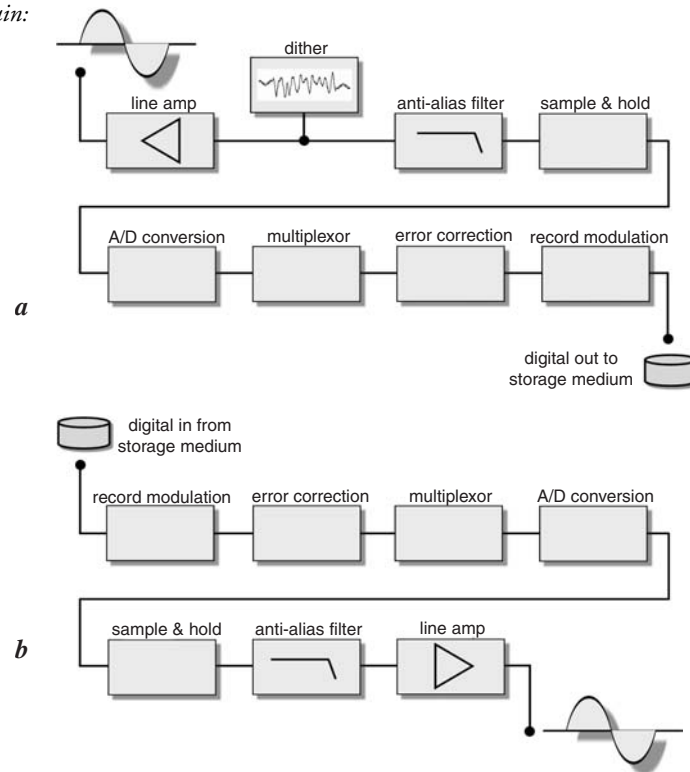 ain:
dither
line amp
anti-alias filter
sample & hold
A/D conversion
multiplexor
error correction
record modulation
a
digital out to
storage medium
digital in from
storage medium
record modulation
error correction
multiplexor
A/D conversion
sample & hold
anti-alias filter
line amp
b